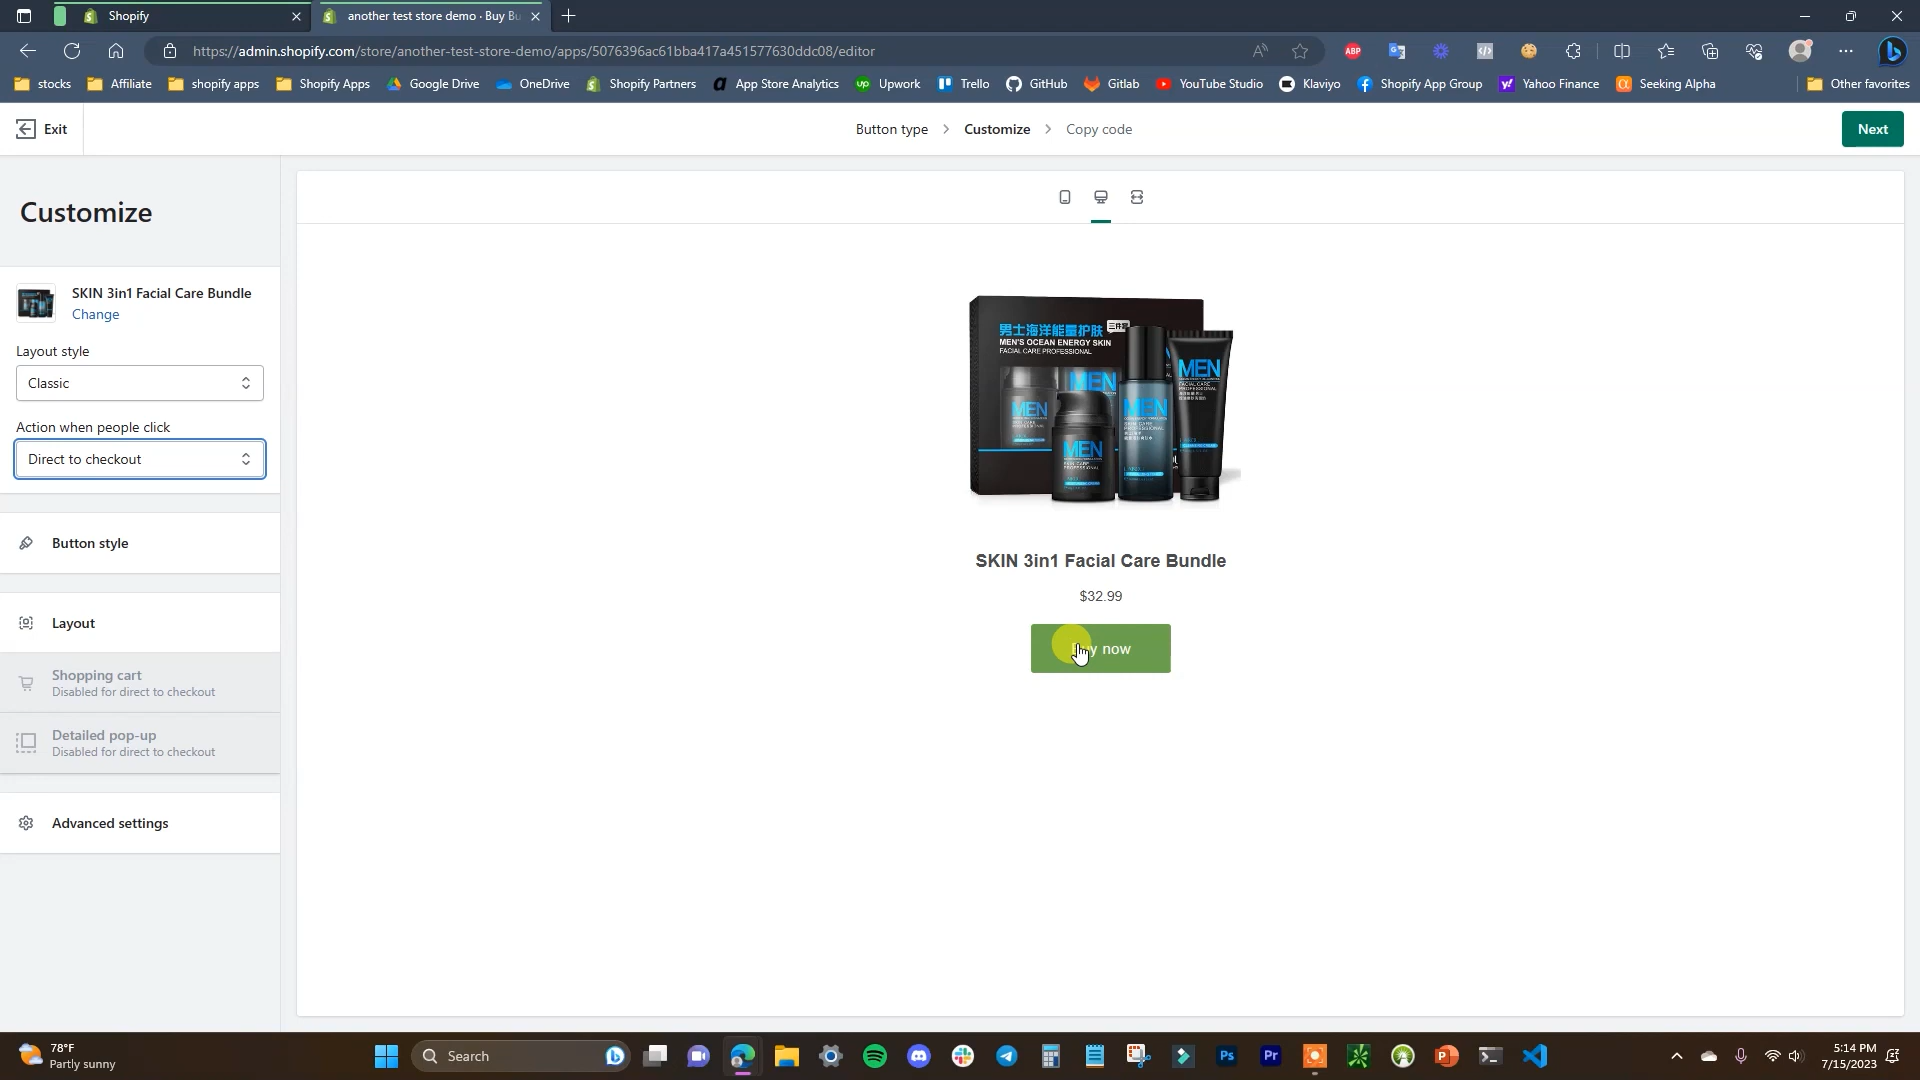 Shopify
another test store demo · Buy Bu
https://admin.shopify.com/store/another-test-store-demo/apps/5076396ac61bba417a451577630ddc08/editor
stocks
Affiliate
shopify apps
Shopify Apps
Google Drive
OneDrive
Shopify Partners
App Store Analytics
Upwork
Trello
GitHub
Gitlab
YouTube Studio
Klaviyo
Shopify App Group
Yahoo Finance
Seeking Alpha
Other favorites
Exit
Button type
Customize
Copy code
Next
Customize
SKIN 3in1 Facial Care Bundle
Change
Layout style
Classic
Action when people click
Direct to checkout
Button style
Layout
Shopping cart
Disabled for direct to checkout
Detailed pop-up
Disabled for direct to checkout
Advanced settings
男士海洋能量护肤 三件套
MEN'S OCEAN ENERGY SKIN
FACIAL CARE PROFESSIONAL
MEN
MEN
MEN
MEN
MEN
SKIN 3in1 Facial Care Bundle
$32.99
Buy now
78°F
Partly sunny
Search
5:14 PM
7/15/2023